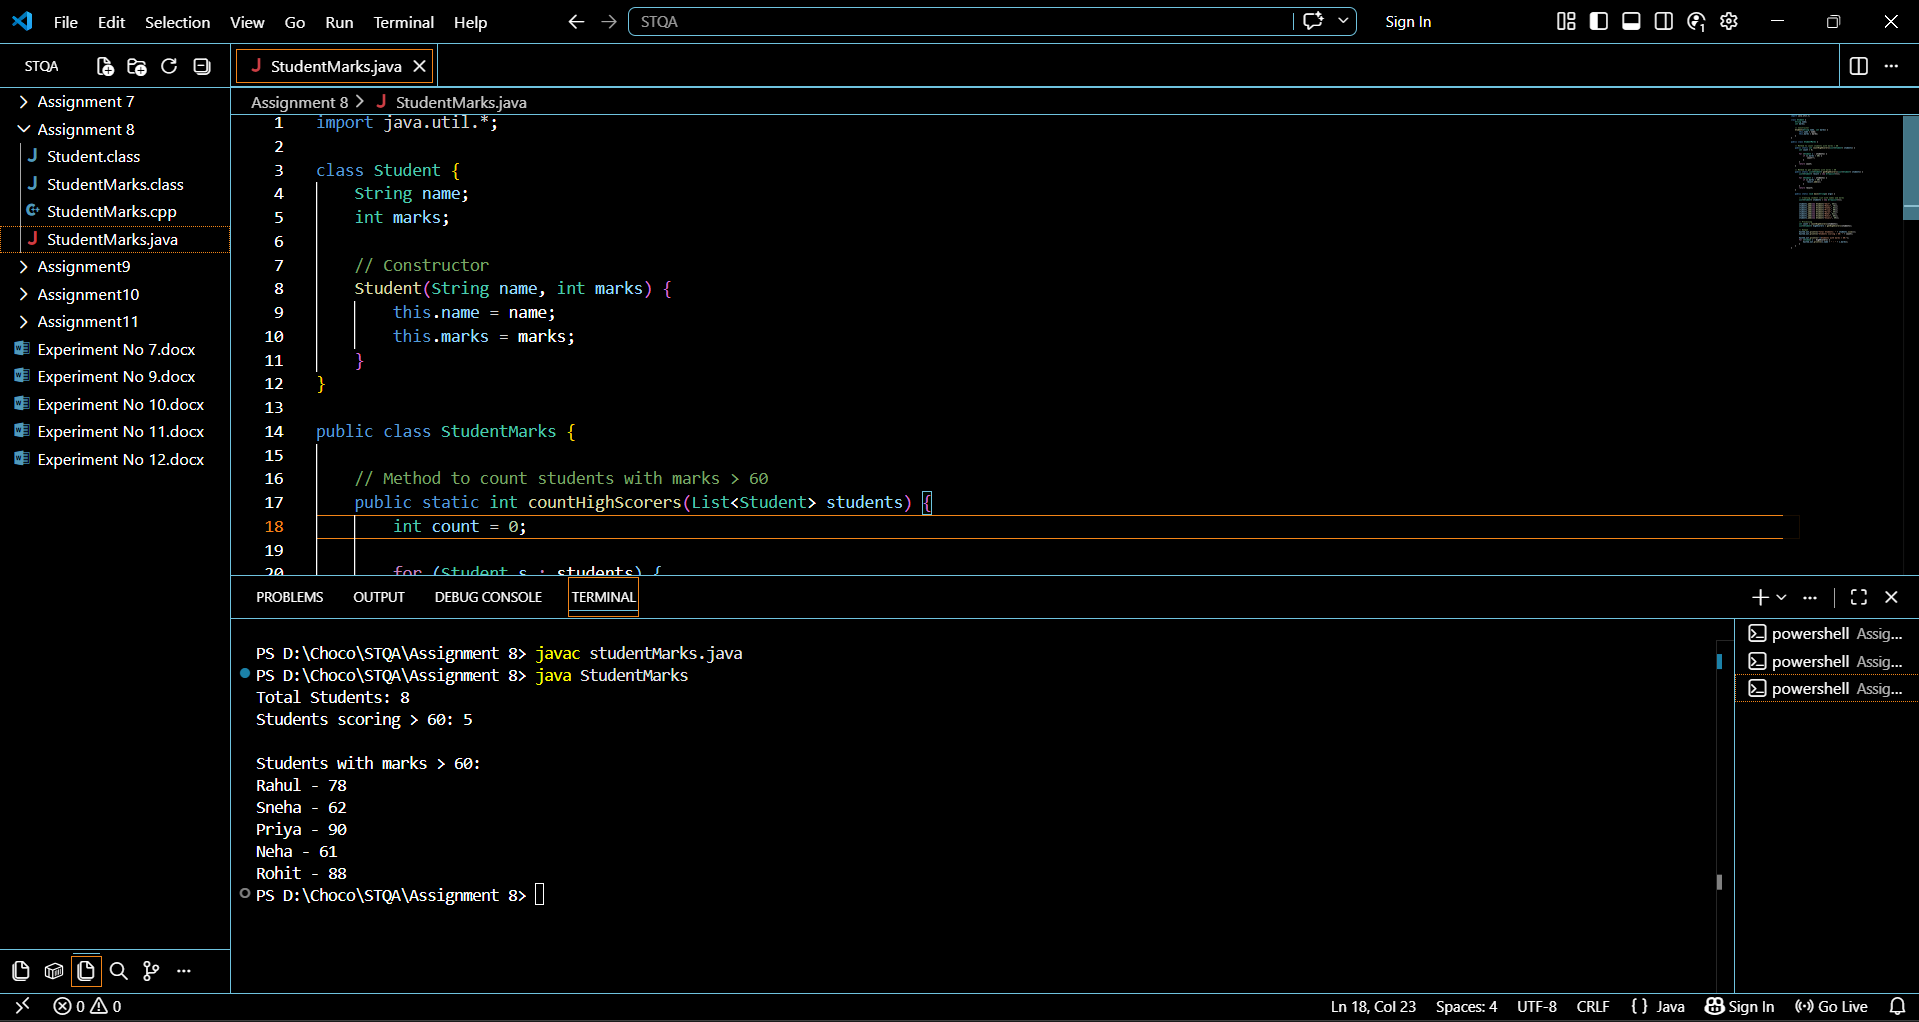 File Edit Selection View Go Run Terminal Help
STQA
Sign In
STQA
StudentMarks.java
Assignment 7
Assignment 8
Student.class
StudentMarks.class
StudentMarks.cpp
StudentMarks.java
Assignment9
Assignment10
Assignment11
Experiment No 7.docx
Experiment No 9.docx
Experiment No 10.docx
Experiment No 11.docx
Experiment No 12.docx
Assignment 8 > StudentMarks.java
1 import java.util.*;
2
3 class Student {
4 String name;
5 int marks;
6
7 // Constructor
8 Student(String name, int marks) {
9 this.name = name;
10 this.marks = marks;
11 }
12 }
13
14 public class StudentMarks {
15
16 // Method to count students with marks > 60
17 public static int countHighScorers(List<Student> students) {
18 int count = 0;
19
20 for (Student s : students) {
PROBLEMS OUTPUT DEBUG CONSOLE TERMINAL
PS D:\Choco\STQA\Assignment 8> javac studentMarks.java
PS D:\Choco\STQA\Assignment 8> java StudentMarks
Total Students: 8
Students scoring > 60: 5
Students with marks > 60:
Rahul - 78
Sneha - 62
Priya - 90
Neha - 61
Rohit - 88
PS D:\Choco\STQA\Assignment 8>
powershell Assig...
powershell Assig...
powershell Assig...
0 0
Ln 18, Col 23 Spaces: 4 UTF-8 CRLF {} Java Sign In Go Live